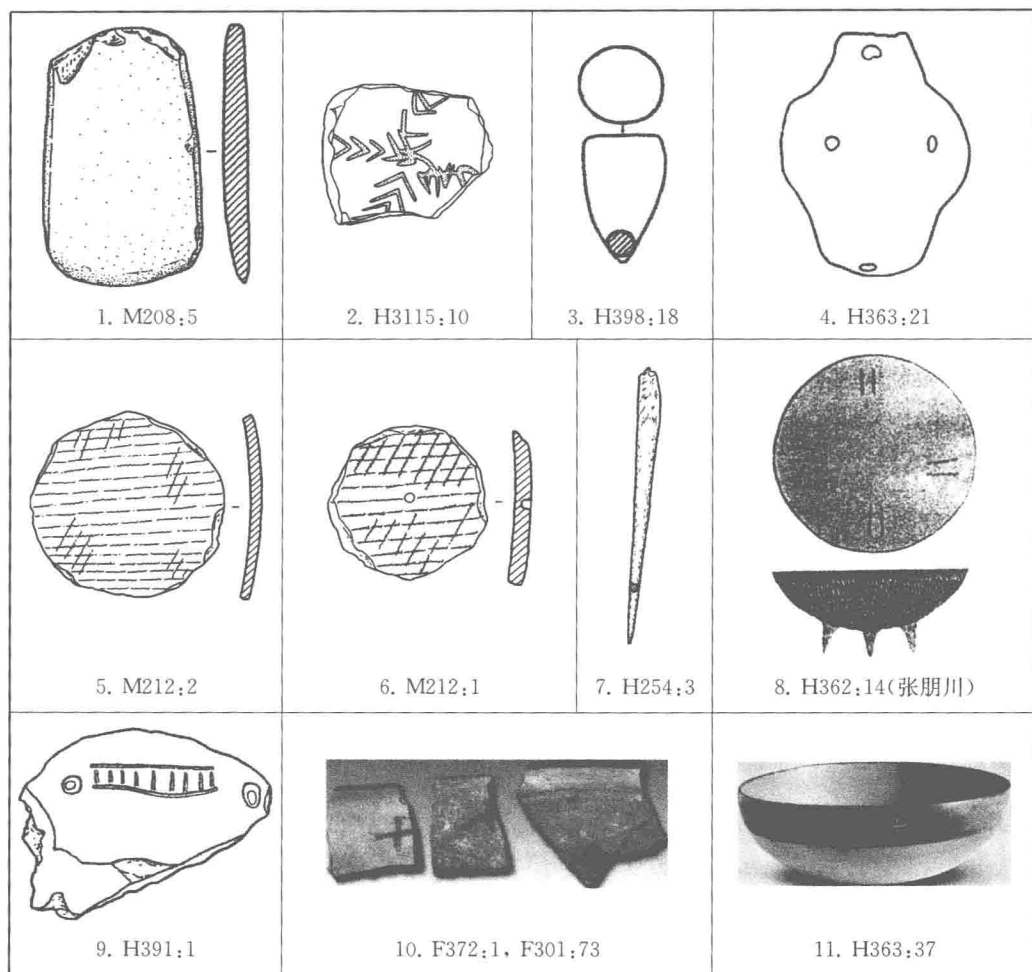 1. M208:5
2. H3115:10
3. H398:18
4. H363:21
5. M212:2
6. M212:1
7. H254:3
8. H362:14(张朋川)
9. H391:1
10. F372:1, F301:73
11. H363:37